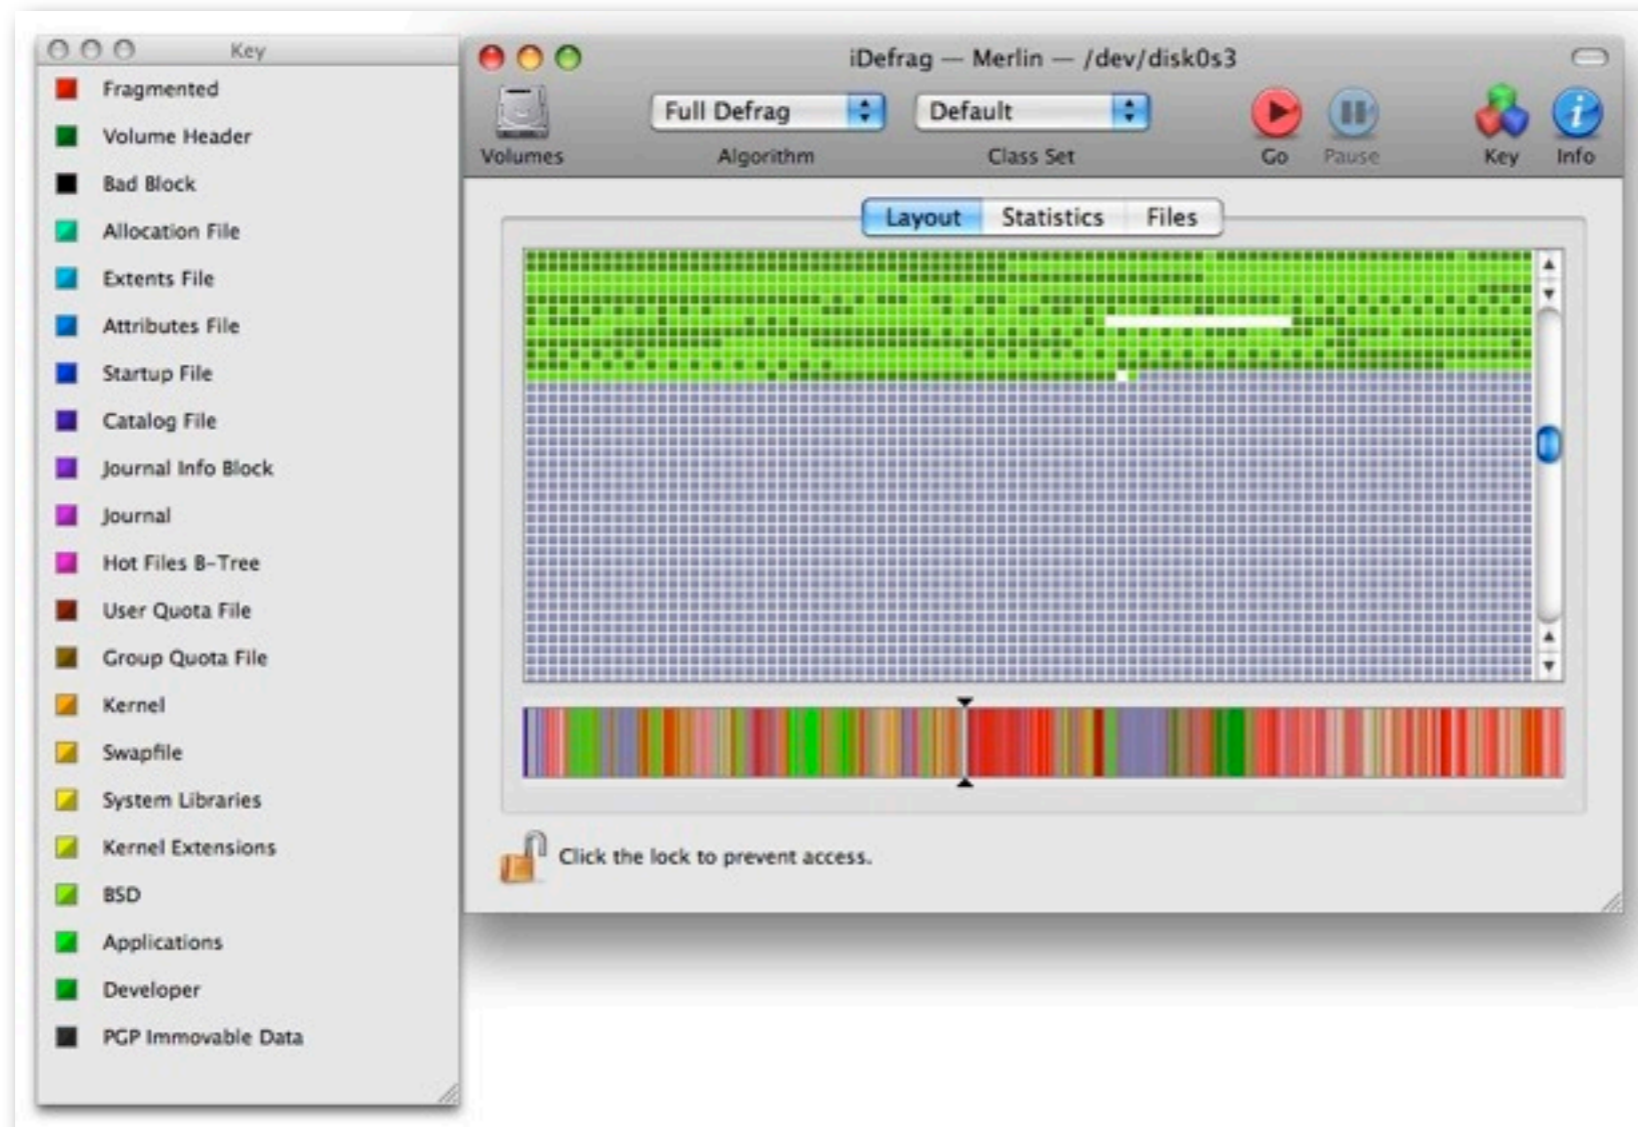 Key
Fragmented
Volume Header
Bad Block
Allocation File
Extents File
Attributes File
Startup File
Catalog File
Journal Info Block
Journal
Hot Files B-Tree
User Quota File
Group Quota File
Kernel
Swapfile
System Libraries
Kernel Extensions
BSD
Applications
Developer
PGP Immovable Data
iDefrag — Merlin — /dev/disk0s3
Full Defrag Default
Volumes Algorithm Class Set Go Pause Key Info
Layout Statistics Files
Click the lock to prevent access.